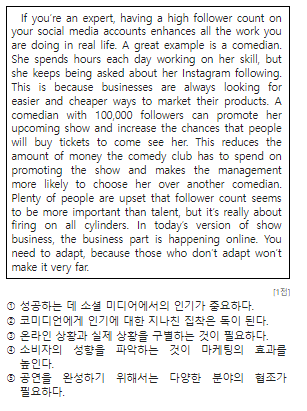 If you're an expert, having a high follower count on
your social media accounts enhances all the work you
are doing in real life. A great example is a comedian.
She spends hours each day working on her skill, but
she keeps being asked about her Instagram following.
This is because businesses are always looking for
easier and cheaper ways to market their products. A
comedian with 100,000 followers can promote her
upcoming show and increase the chances that people
will buy tickets to come see her. This reduces the
amount of money the comedy club has to spend on
promoting the show and makes the management
more likely to choose her over another comedian.
Plenty of people are upset that follower count seems
to be more important than talent, but it's really about
firing on all cylinders. In today's version of show
business, the business part is happening online. You
need to adapt, because those who don't adapt won't
make it very far.
[1점]
① 성공하는 데 소셜 미디어에서의 인기가 중요하다.
② 코미디언에게 인기에 대한 지나친 집착은 독이 된다.
③ 온라인 상황과 실제 상황을 구별하는 것이 필요하다.
④ 소비자의 성향을 파악하는 것이 마케팅의 효과를
높인다.
⑤ 공연을 완성하기 위해서는 다양한 분야의 협조가
필요하다.